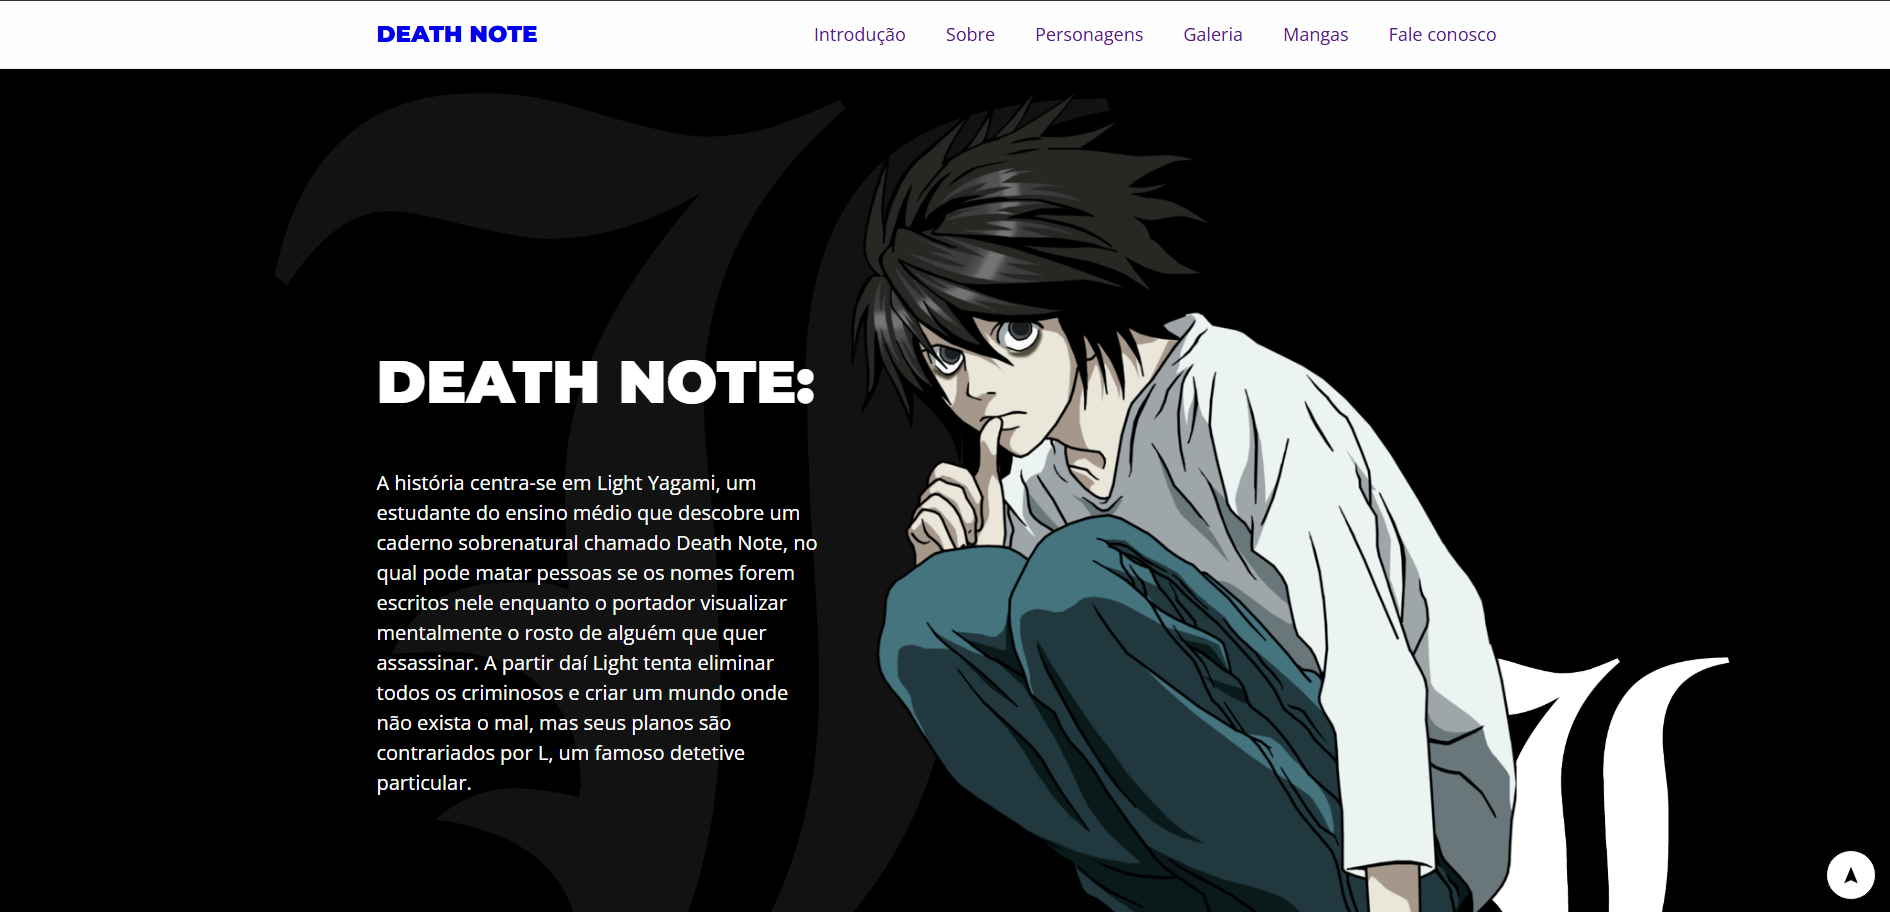 DEATH NOTE
Introdução Sobre Personagens Galeria Mangas Fale conosco
DEATH NOTE:
A história centra-se em Light Yagami, um
estudante do ensino médio que descobre um
caderno sobrenatural chamado Death Note, no
qual pode matar pessoas se os nomes forem
escritos nele enquanto o portador visualizar
mentalmente o rosto de alguém que quer
assassinar. A partir daí Light tenta eliminar
todos os criminosos e criar um mundo onde
não exista o mal, mas seus planos são
contrariados por L, um famoso detetive
particular.